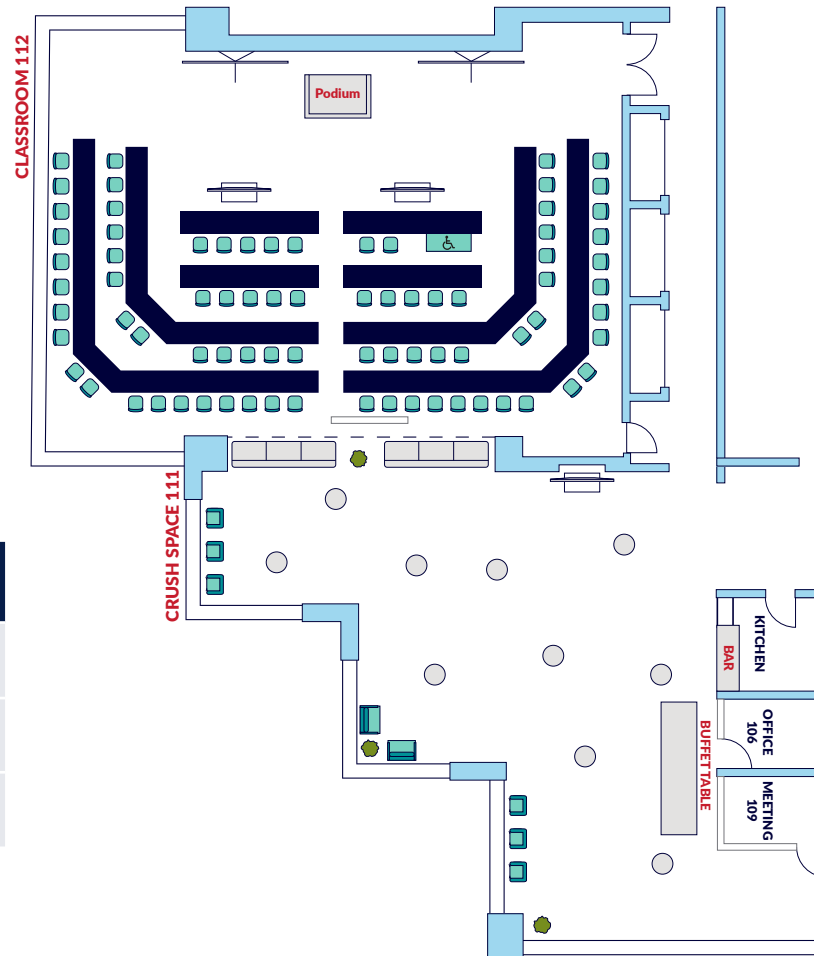 CLASSROOM 112
Podium
CRUSH SPACE 111
KITCHEN
BAR
OFFICE
106
BUFFET TABLE
MEETING
109